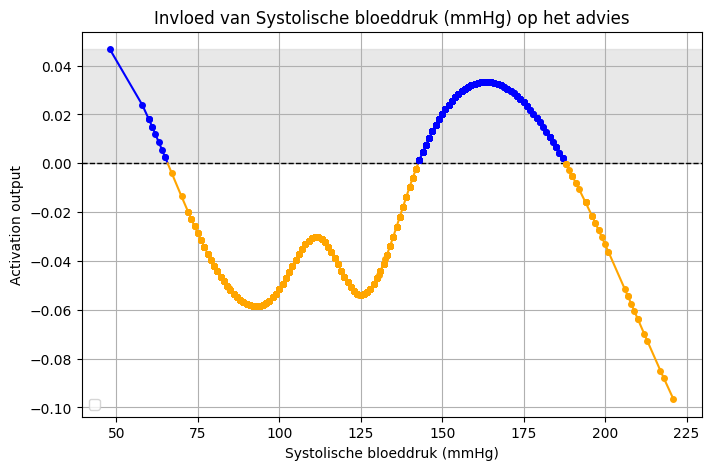 Invloed van Systolische bloeddruk (mmHg) op het advies
Activation output
0.04
0.02
0.00
−0.02
−0.04
−0.06
−0.08
−0.10
50 75 100 125 150 175 200 225
Systolische bloeddruk (mmHg)